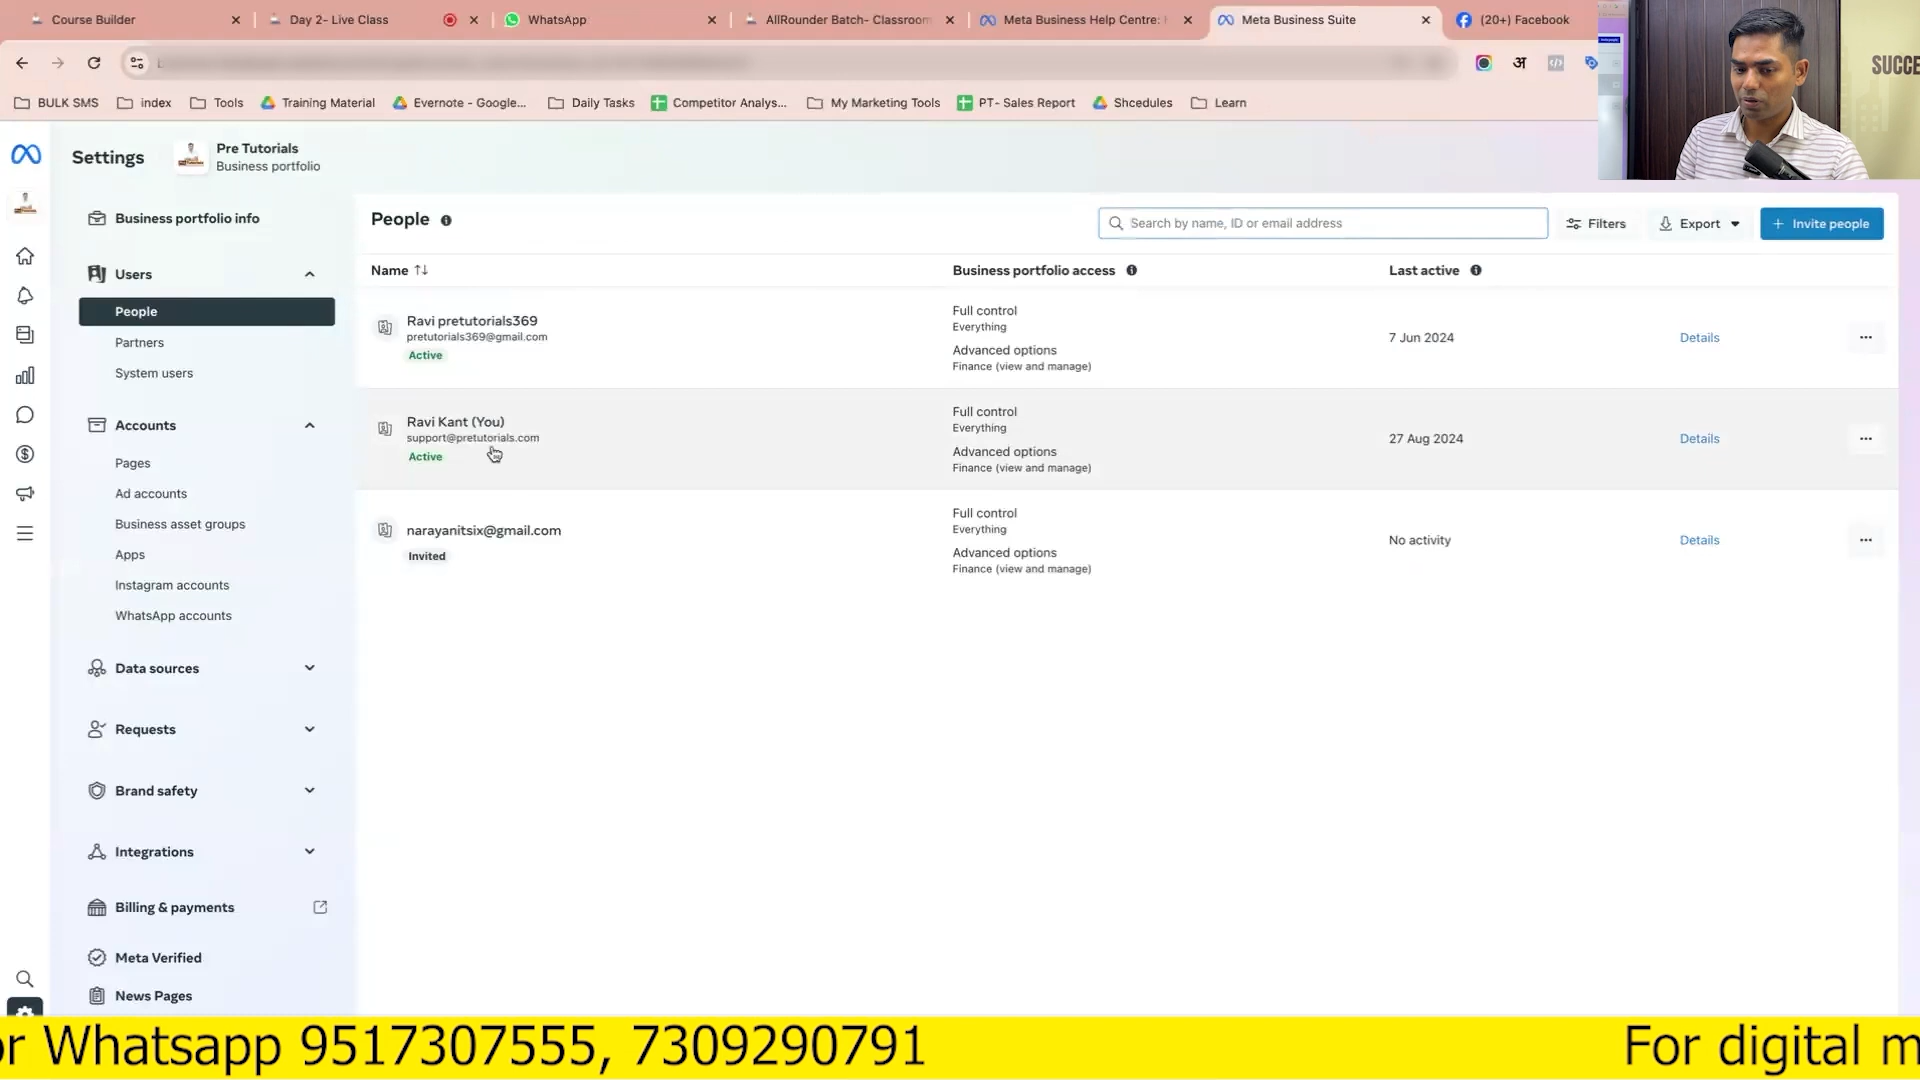 Course Builder
Day 2- Live Class
WhatsApp
AllRounder Batch- Classroom
Meta Business Help Centre:
Meta Business Suite
(20+) Facebook
अ
SUCCE
BULK SMS
index
Tools
Training Material
Evernote - Google...
Daily Tasks
Competitor Analys...
My Marketing Tools
PT- Sales Report
Shcedules
Learn
Settings
Pre Tutorials
Business portfolio
Business portfolio info
Users
People
Partners
System users
Accounts
Pages
Ad accounts
Business asset groups
Apps
Instagram accounts
WhatsApp accounts
Data sources
Requests
Brand safety
Integrations
Billing & payments
Meta Verified
News Pages
People
Search by name, ID or email address
Filters
Export
+ Invite people
Name
Business portfolio access
Last active
Ravi pretutorials369
pretutorials369@gmail.com
Active
Full control
Everything
Advanced options
Finance (view and manage)
7 Jun 2024
Details
Ravi Kant (You)
support@pretutorials.com
Active
Full control
Everything
Advanced options
Finance (view and manage)
27 Aug 2024
Details
narayanitsix@gmail.com
Invited
Full control
Everything
Advanced options
Finance (view and manage)
No activity
Details
or Whatsapp 9517307555, 7309290791
For digital m